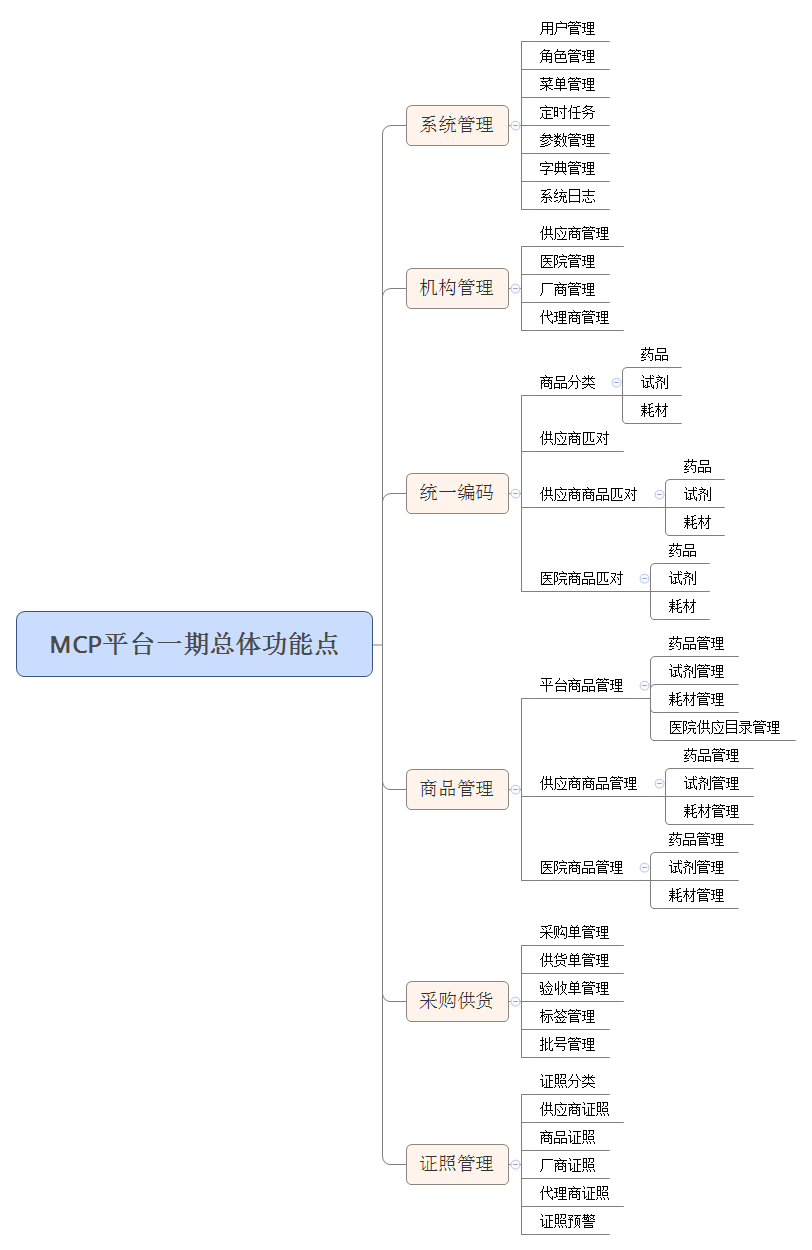 MCP平台一期总体功能点
系统管理
用户管理
角色管理
菜单管理
定时任务
参数管理
字典管理
系统日志
机构管理
供应商管理
医院管理
厂商管理
代理商管理
统一编码
商品分类
药品
试剂
耗材
供应商匹对
供应商商品匹对
药品
试剂
耗材
医院商品匹对
药品
试剂
耗材
商品管理
平台商品管理
药品管理
试剂管理
耗材管理
医院供应目录管理
供应商商品管理
药品管理
试剂管理
耗材管理
医院商品管理
药品管理
试剂管理
耗材管理
采购供货
采购单管理
供货单管理
验收单管理
标签管理
批号管理
证照管理
证照分类
供应商证照
商品证照
厂商证照
代理商证照
证照预警